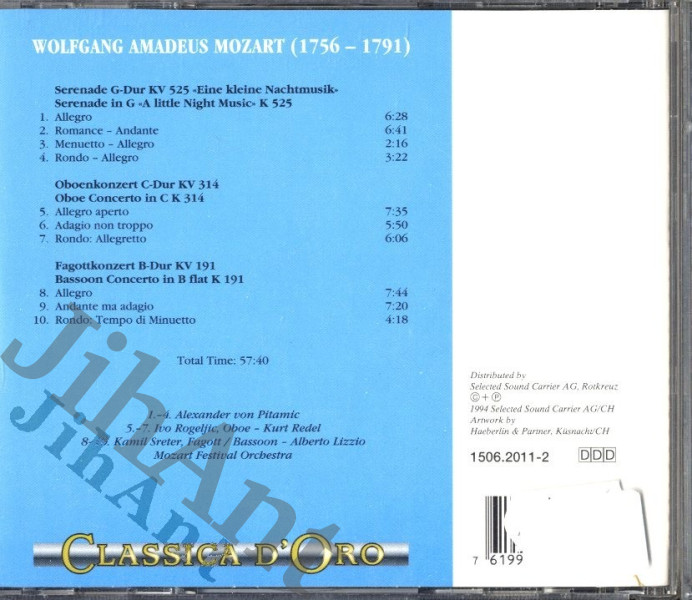 WOLFGANG AMADEUS MOZART (1756 – 1791)
Serenade G-Dur KV 525 «Eine kleine Nachtmusik»
Serenade in G «A little Night Music» K 525
1. Allegro 6:28
2. Romance – Andante 6:41
3. Menuetto – Allegro 2:16
4. Rondo – Allegro 3:22
Oboenkonzert C-Dur KV 314
Oboe Concerto in C K 314
5. Allegro aperto 7:35
6. Adagio non troppo 5:50
7. Rondo: Allegretto 6:06
Fagottkonzert B-Dur KV 191
Bassoon Concerto in B flat K 191
8. Allegro 7:44
9. Andante ma adagio 7:20
10. Rondo: Tempo di Minuetto 4:18
Total Time: 57:40
1.–4. Alexander von Pitamic
5.–7. Ivo Rogeljic, Oboe – Kurt Redel
Kamil Sreter, Fagott / Bassoon – Alberto Lizzio
Mozart Festival Orchestra
CLASSICA D'ORO
Distributed by
Selected Sound Carrier AG, Rotkreuz
© + ℗
1994 Selected Sound Carrier AG/CH
Artwork by
Haeberlin & Partner, Küsnacht/CH
1506.2011-2 DDD
7 6199
JihAnt
JihAnt